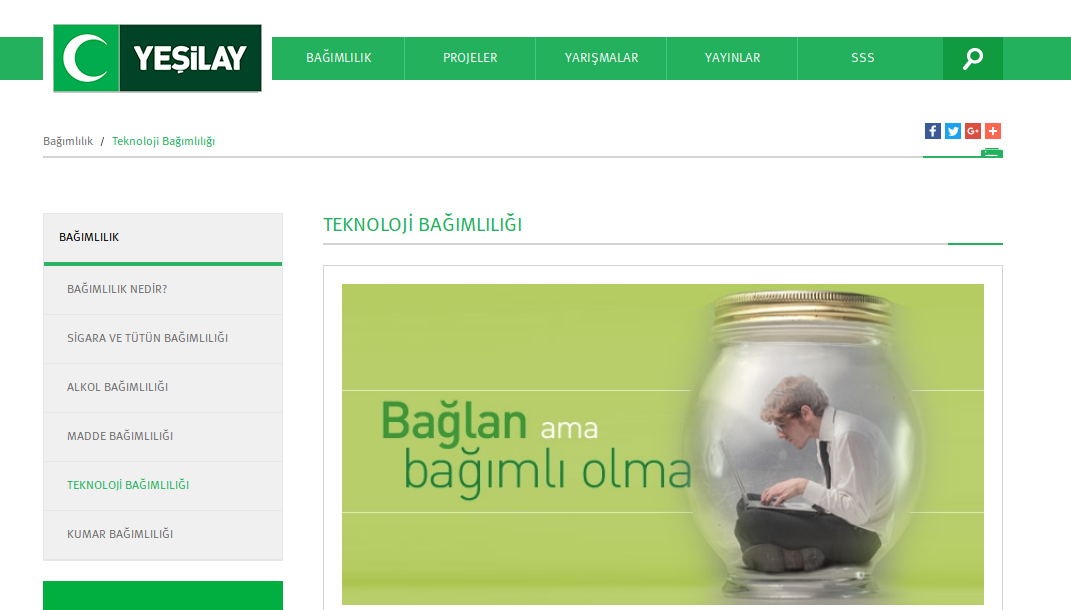 YEŞİLAY
BAĞIMLILIK
PROJELER
YARIŞMALAR
YAYINLAR
SSS
Bağımlılık / Teknoloji Bağımlılığı
BAĞIMLILIK
BAĞIMLILIK NEDİR?
SİGARA VE TÜTÜN BAĞIMLILIĞI
ALKOL BAĞIMLILIĞI
MADDE BAĞIMLILIĞI
TEKNOLOJİ BAĞIMLILIĞI
KUMAR BAĞIMLILIĞI
TEKNOLOJİ BAĞIMLILIĞI
Bağlan ama
bağımlı olma